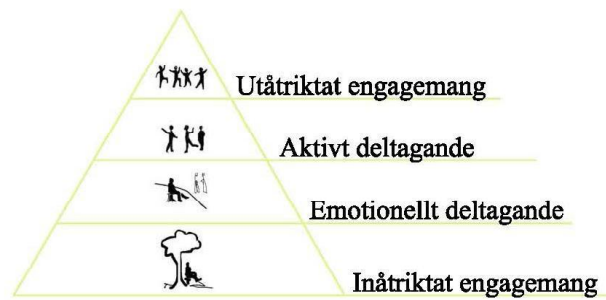 Utåtriktat engagemang
Aktivt deltagande
Emotionellt deltagande
Inåtriktat engagemang